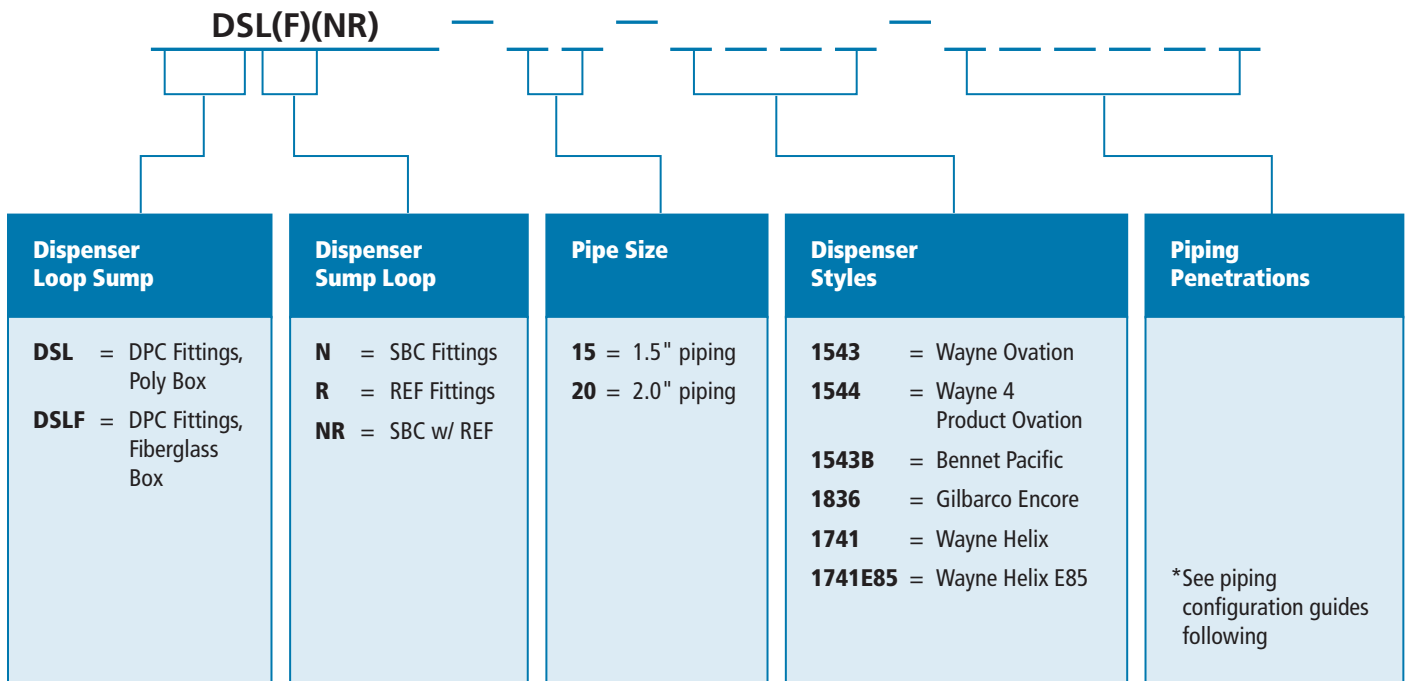 DSL(F)(NR) — — —
Dispenser
Loop Sump
DSL = DPC Fittings,
Poly Box
DSLF = DPC Fittings,
Fiberglass
Box
Dispenser
Sump Loop
N = SBC Fittings
R = REF Fittings
NR = SBC w/ REF
Pipe Size
15 = 1.5" piping
20 = 2.0" piping
Dispenser
Styles
1543 = Wayne Ovation
1544 = Wayne 4
Product Ovation
1543B = Bennet Pacific
1836 = Gilbarco Encore
1741 = Wayne Helix
1741E85 = Wayne Helix E85
Piping
Penetrations
*See piping
configuration guides
following